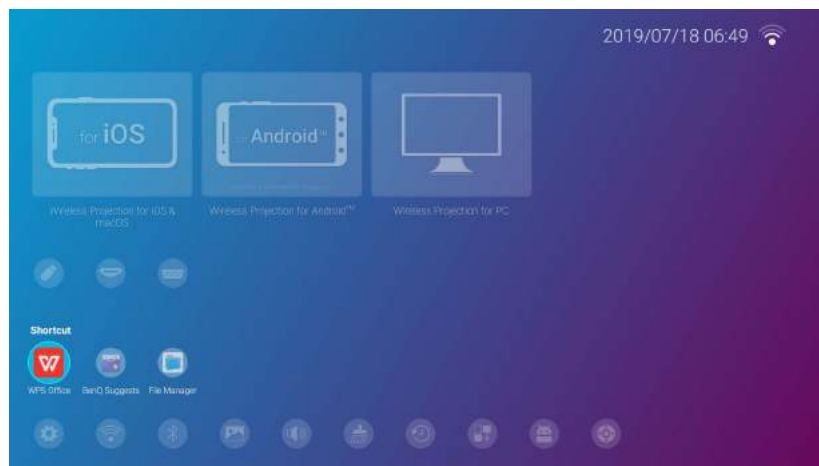 2019/07/18 06:49
for iOS
Android™
Wireless Projection for iOS &
macOS
Wireless Projection for Android™
Wireless Projection for PC
Shortcut
WPS Office
BenQ Suggests
File Manager